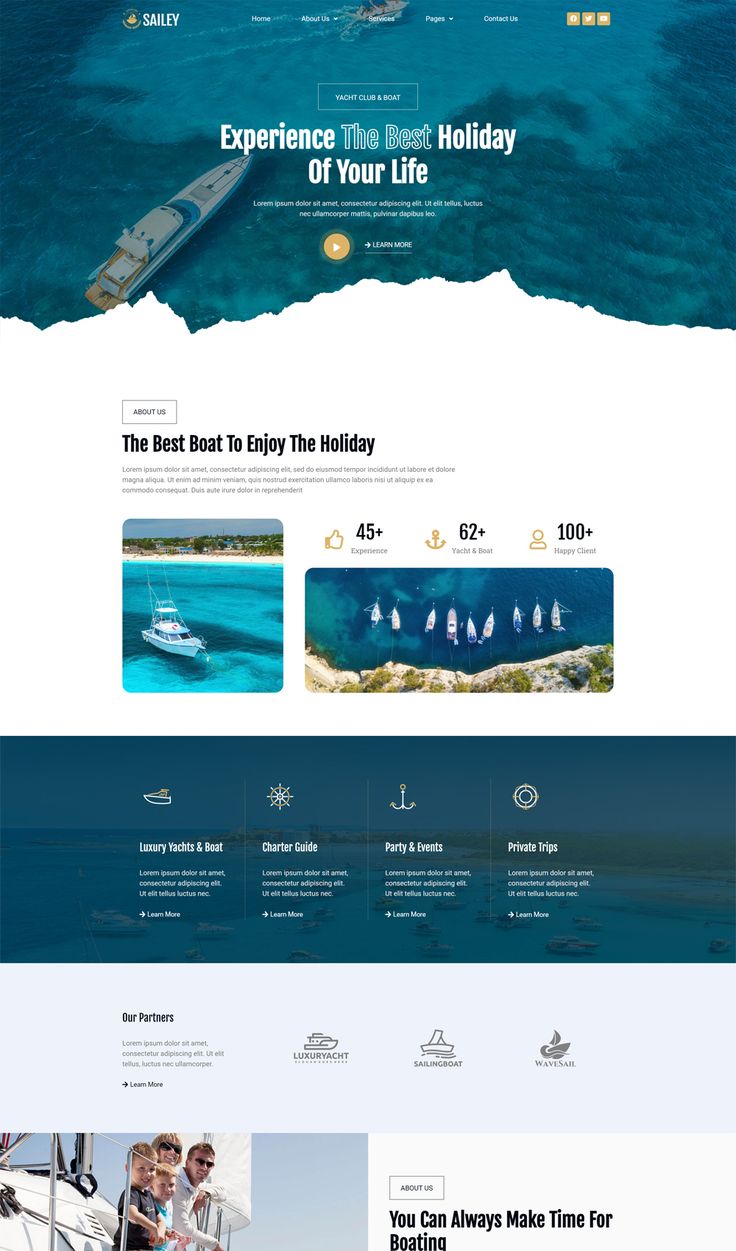 SAILEY
Home About Us Services Pages Contact Us
YACHT CLUB & BOAT
Experience The Best Holiday
Of Your Life
Lorem ipsum dolor sit amet, consectetur adipiscing elit. Ut elit tellus, luctus
nec ullamcorper mattis, pulvinar dapibus leo.
LEARN MORE
ABOUT US
The Best Boat To Enjoy The Holiday
Lorem ipsum dolor sit amet, consectetur adipiscing elit, sed do eiusmod tempor incididunt ut labore et dolore
magna aliqua. Ut enim ad minim veniam, quis nostrud exercitation ullamco laboris nisi ut aliquip ex ea
commodo consequat. Duis aute irure dolor in reprehenderit
45+
Experience
62+
Yacht & Boat
100+
Happy Client
Luxury Yachts & Boat
Lorem ipsum dolor sit amet,
consectetur adipiscing elit.
Ut elit tellus luctus nec.
Learn More
Charter Guide
Lorem ipsum dolor sit amet,
consectetur adipiscing elit.
Ut elit tellus luctus nec.
Learn More
Party & Events
Lorem ipsum dolor sit amet,
consectetur adipiscing elit.
Ut elit tellus luctus nec.
Learn More
Private Trips
Lorem ipsum dolor sit amet,
consectetur adipiscing elit.
Ut elit tellus luctus nec.
Learn More
Our Partners
Lorem ipsum dolor sit amet,
consectetur adipiscing elit. Ut elit
tellus, luctus nec ullamcorper.
Learn More
LUXURYACHT
SLOGAN GOES HERE
SAILINGBOAT
WAVESAIL
ABOUT US
You Can Always Make Time For
Boating